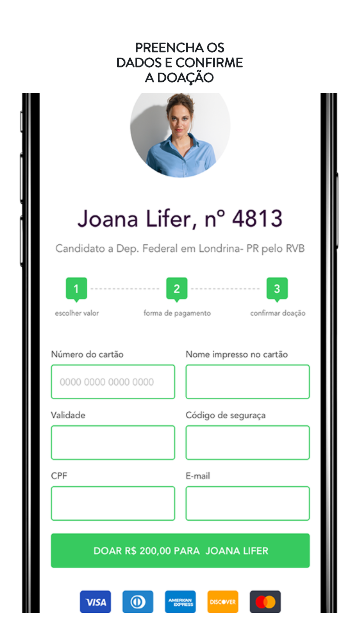 PREENCHA OS
DADOS E CONFIRME
A DOAÇÃO
Joana Lifer, nº 4813
Candidato a Dep. Federal em Londrina- PR pelo RVB
1 2 3
escolher valor forma de pagamento confirmar doação
Número do cartão Nome impresso no cartão
0000 0000 0000 0000
Validade Código de seguraça
CPF E-mail
DOAR R$ 200,00 PARA JOANA LIFER
VISA AMERICAN EXPRESS DISCOVER